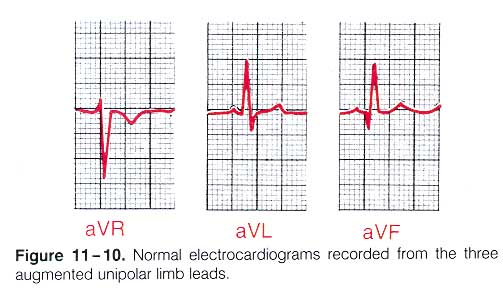 aVR aVL aVF
Figure 11–10. Normal electrocardiograms recorded from the three
augmented unipolar limb leads.